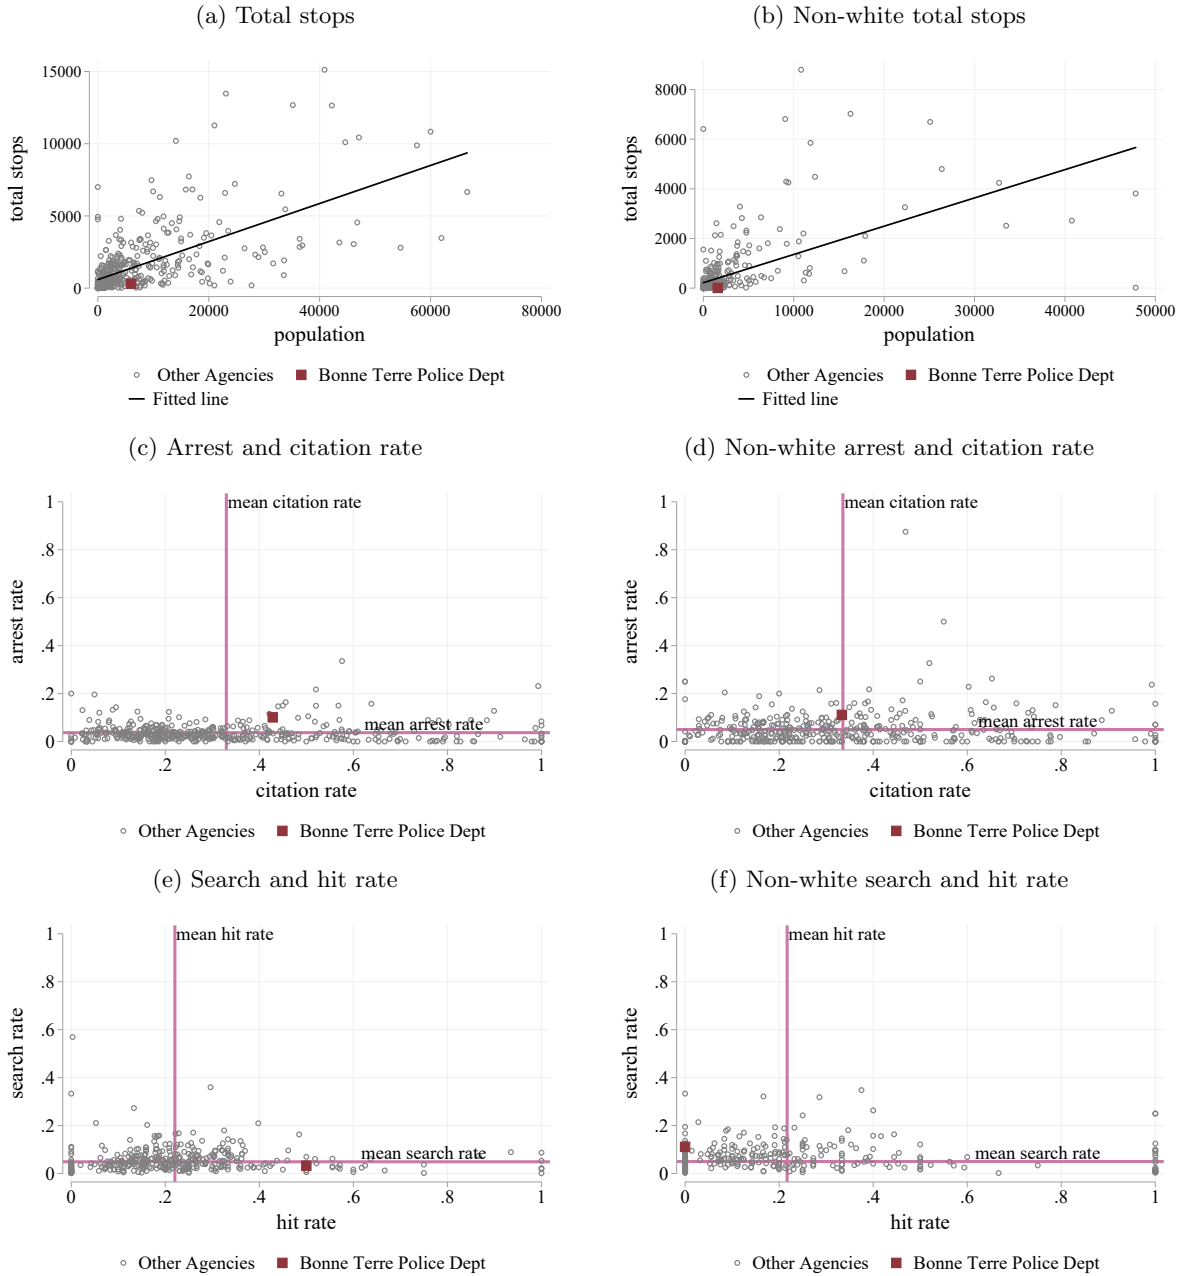 (a) Total stops
(b) Non-white total stops
total stops
15000
10000
5000
0
0 20000 40000 60000 80000
population
Other Agencies Bonne Terre Police Dept
Fitted line
total stops
8000
6000
4000
2000
0
0 10000 20000 30000 40000 50000
population
Other Agencies Bonne Terre Police Dept
Fitted line
(c) Arrest and citation rate
(d) Non-white arrest and citation rate
arrest rate
1
.8
.6
.4
.2
0
mean citation rate
mean arrest rate
0 .2 .4 .6 .8 1
citation rate
Other Agencies Bonne Terre Police Dept
arrest rate
1
.8
.6
.4
.2
0
mean citation rate
mean arrest rate
0 .2 .4 .6 .8 1
citation rate
Other Agencies Bonne Terre Police Dept
(e) Search and hit rate
(f) Non-white search and hit rate
search rate
1
.8
.6
.4
.2
0
mean hit rate
mean search rate
0 .2 .4 .6 .8 1
hit rate
Other Agencies Bonne Terre Police Dept
search rate
1
.8
.6
.4
.2
0
mean hit rate
mean search rate
0 .2 .4 .6 .8 1
hit rate
Other Agencies Bonne Terre Police Dept